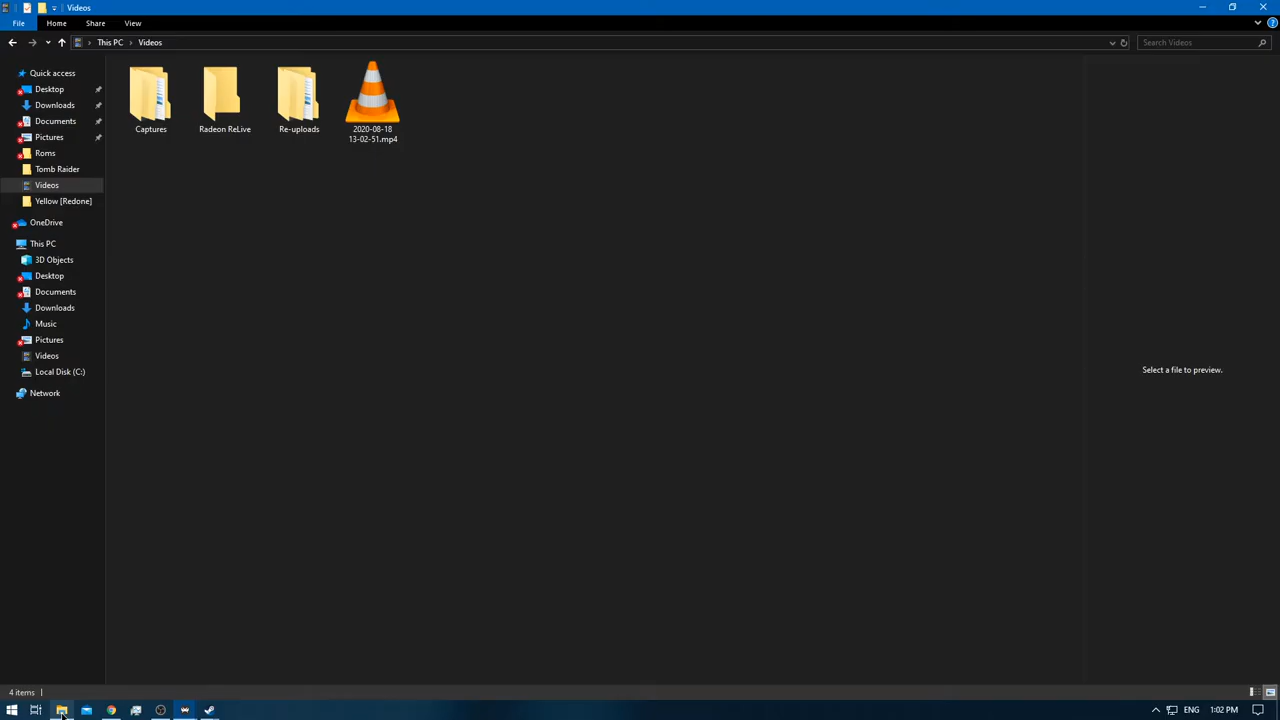 Videos
File
Home
Share
View
This PC
Videos
Search Videos
Quick access
Desktop
Downloads
Documents
Pictures
Roms
Tomb Raider
Videos
Yellow [Redone]
OneDrive
This PC
3D Objects
Desktop
Documents
Downloads
Music
Pictures
Videos
Local Disk (C:)
Network
Captures
Radeon ReLive
Re-uploads
2020-08-18
13-02-51.mp4
Select a file to preview.
4 items
ENG
1:02 PM